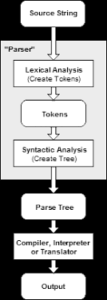 Source String
"Parser"
Lexical Analysis
(Create Tokens)
Tokens
Syntactic Analysis
(Create Tree)
Parse Tree
Compiler, Interpreter
or Translator
Output